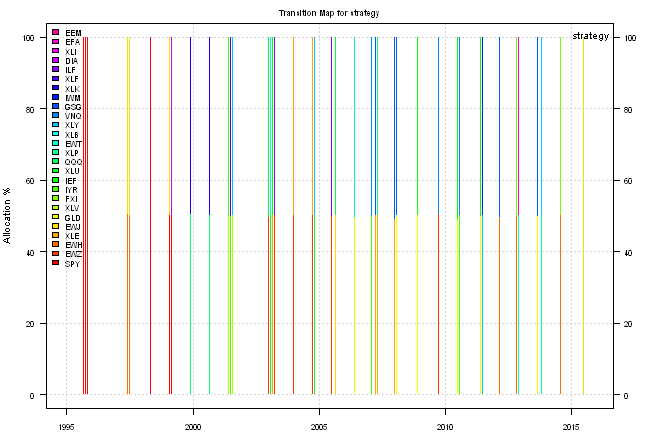 Transition Map for strategy
strategy
Allocation %
100
80
60
40
20
0
100
80
60
40
20
0
EEM
EFA
XLI
DIA
ILF
XLF
XLK
IWM
GSG
VNQ
XLY
XLB
EWT
XLP
QQQ
XLU
IEF
IYR
FXI
XLV
GLD
EWJ
XLE
EWH
EWZ
SPY
1995
2000
2005
2010
2015